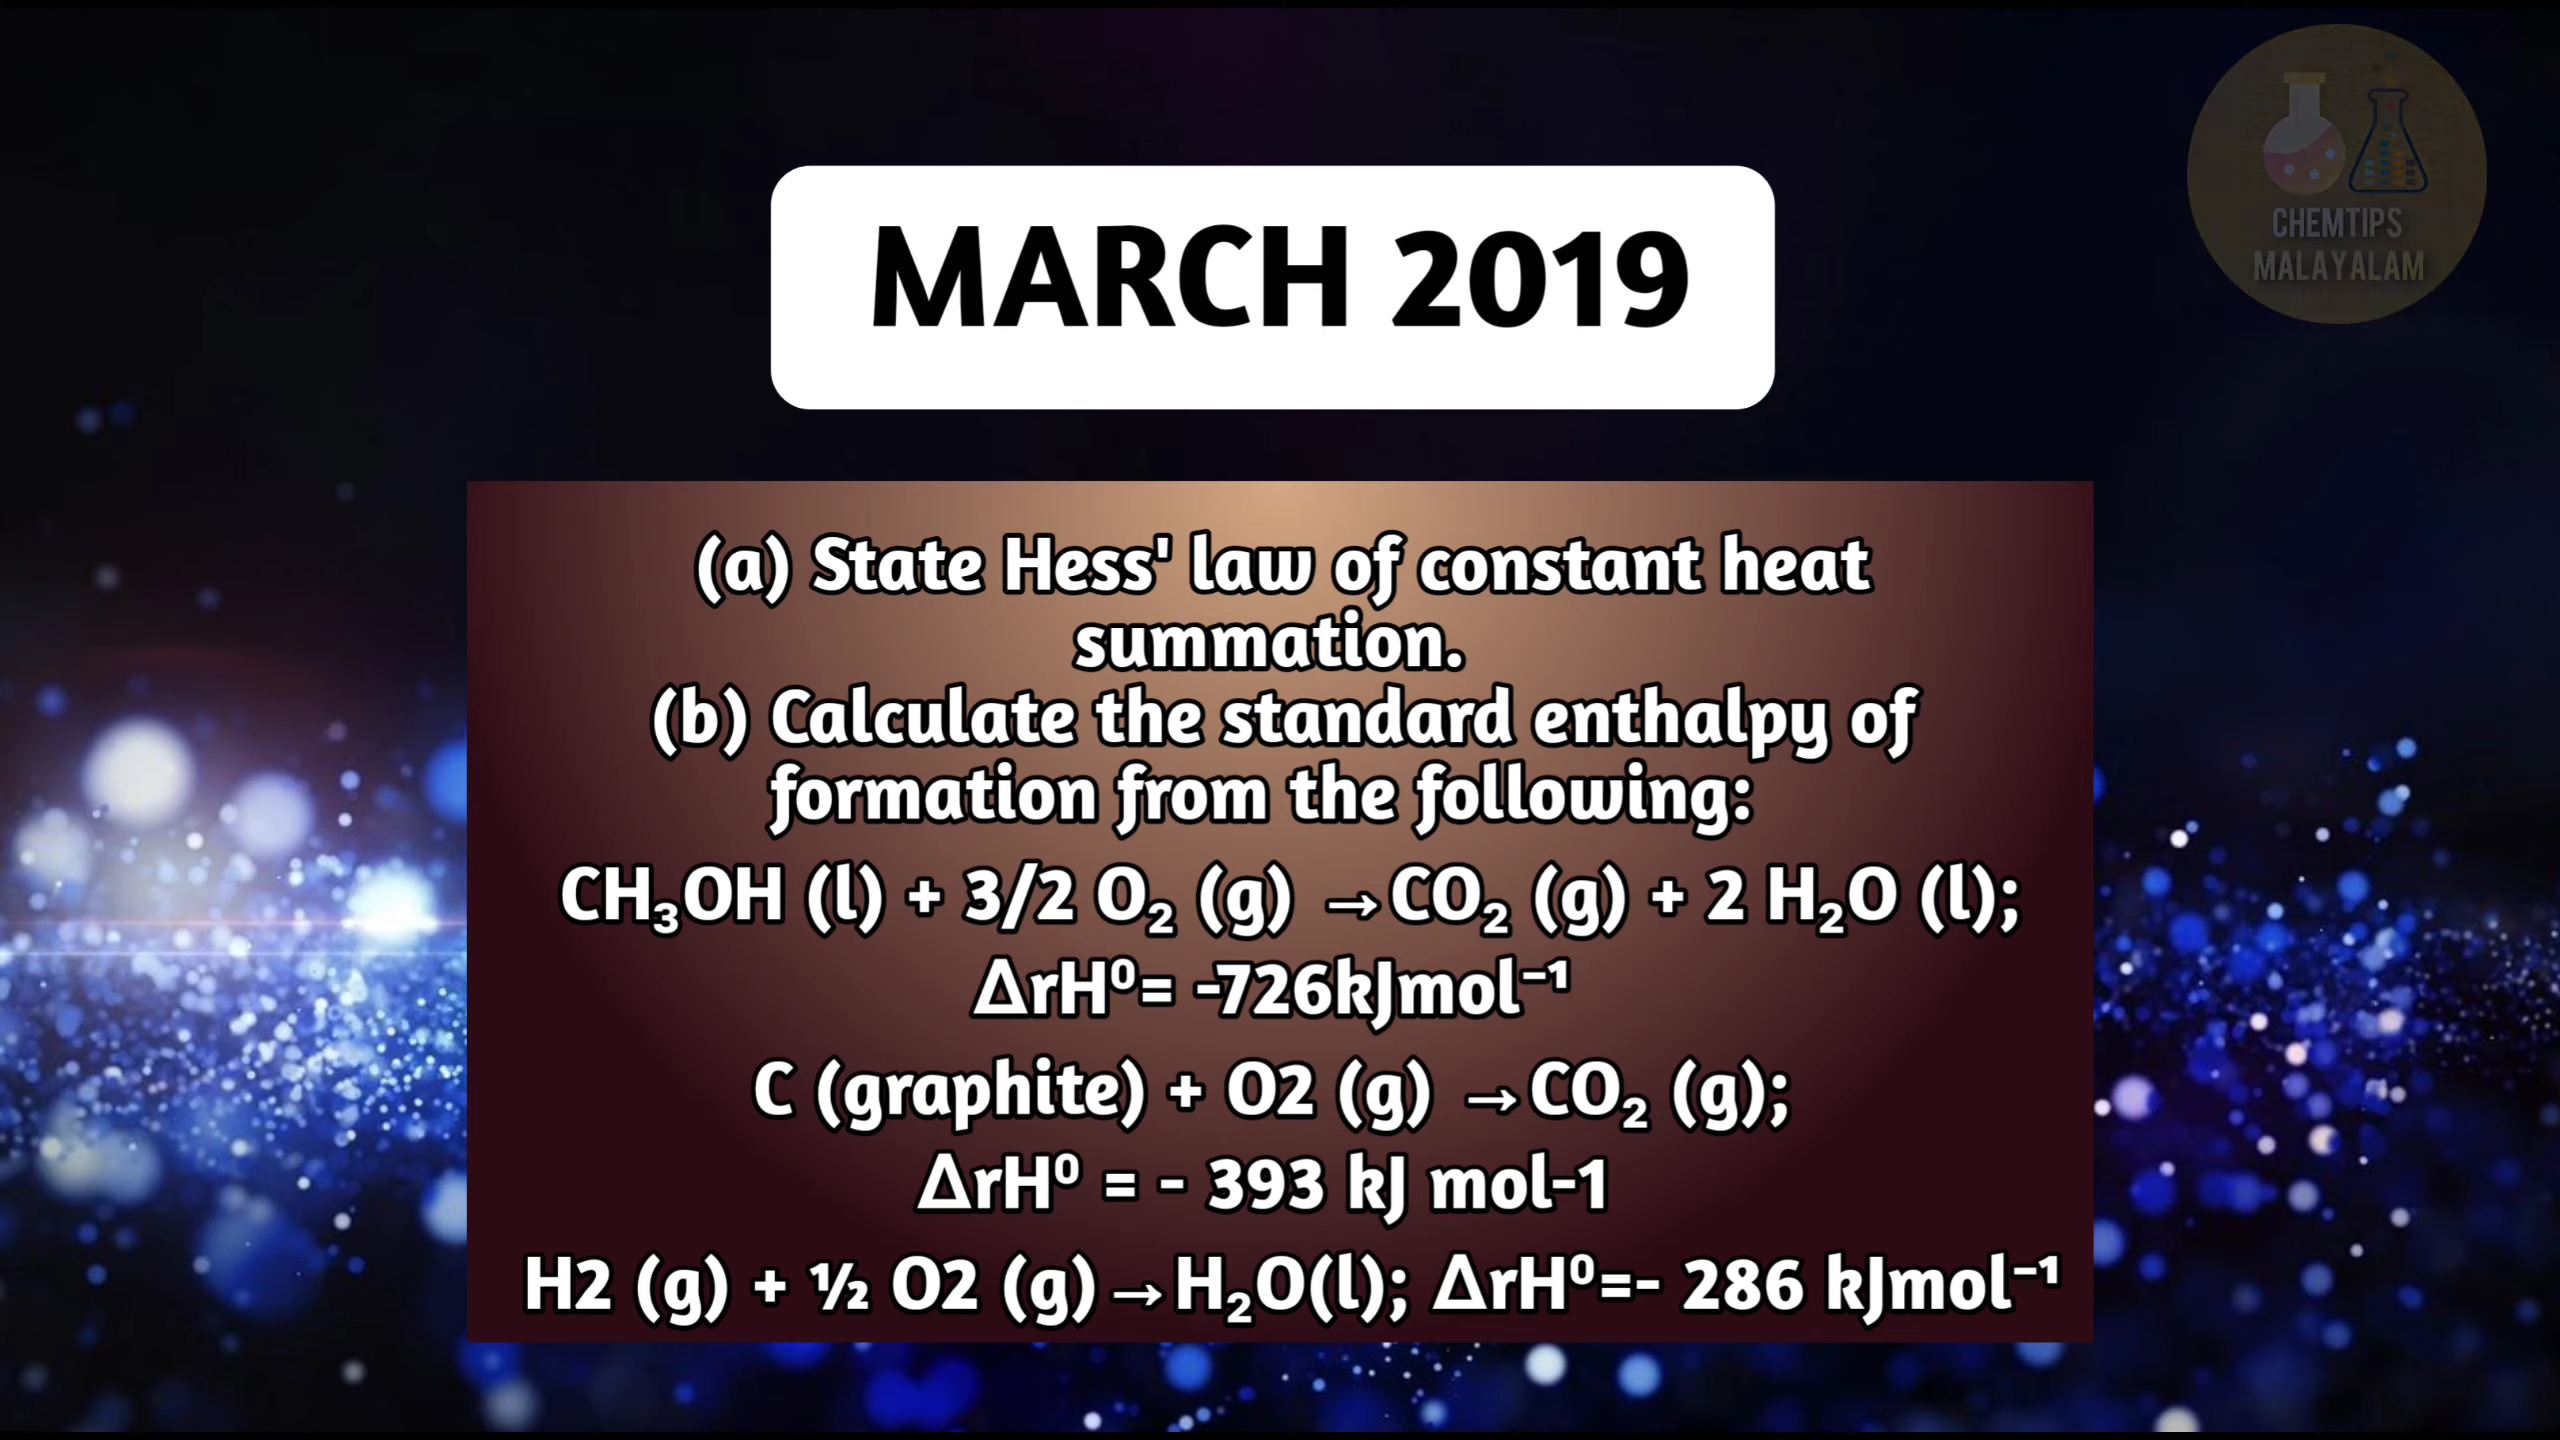 CHEMTIPS
MALAYALAM
MARCH 2019
(a) State Hess' law of constant heat
summation.
(b) Calculate the standard enthalpy of
formation from the following:
CH₃OH (l) + 3/2 O₂ (g) →CO₂ (g) + 2 H₂O (l);
ΔrH⁰= -726kJmol⁻¹
C (graphite) + O2 (g) →CO₂ (g);
ΔrH⁰ = - 393 kJ mol-1
H2 (g) + ½ O2 (g)→H₂O(l); ΔrH⁰=- 286 kJmol⁻¹